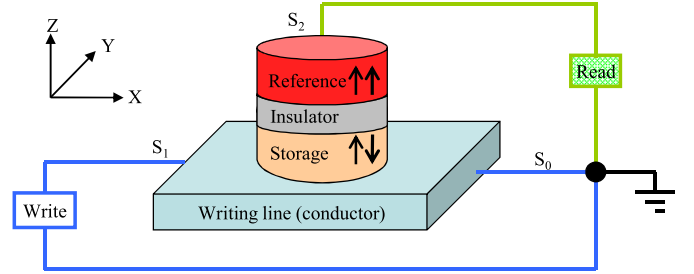 Z
S2
Y
Read
Reference
X
Insulator
S1
Storage
S0
Write
Writing line (conductor)